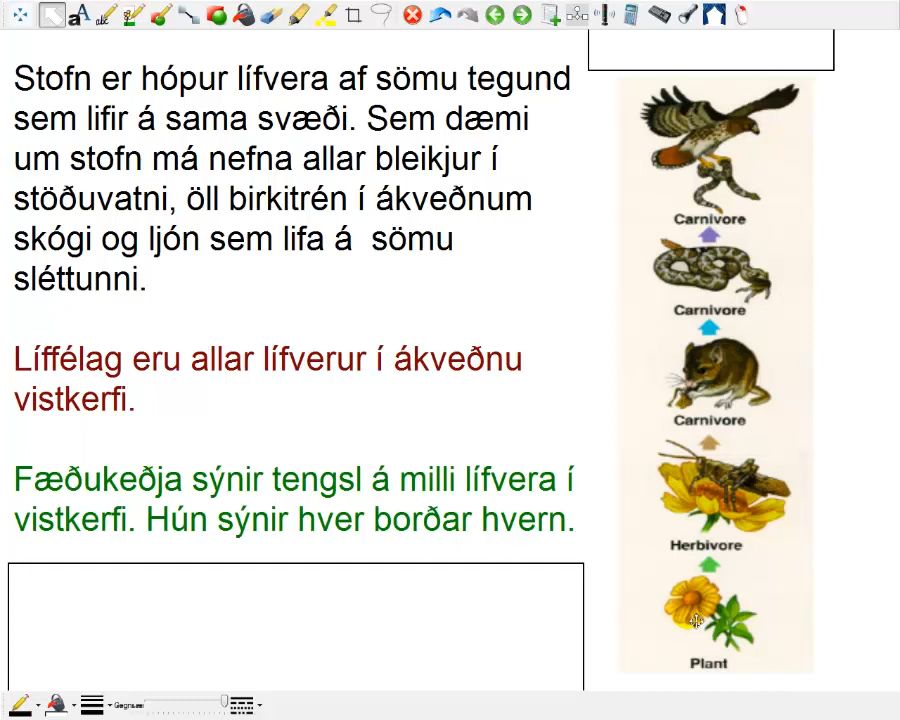 Stofn er hópur lífvera af sömu tegund
sem lifir á sama svæði. Sem dæmi
um stofn má nefna allar bleikjur í
stöðuvatni, öll birkitrén í ákveðnum
skógi og ljón sem lifa á sömu
sléttunni.
Líffélag eru allar lífverur í ákveðnu
vistkerfi.
Fæðukeðja sýnir tengsl á milli lífvera í
vistkerfi. Hún sýnir hver borðar hvern.
Carnivore
Carnivore
Carnivore
Herbivore
Plant